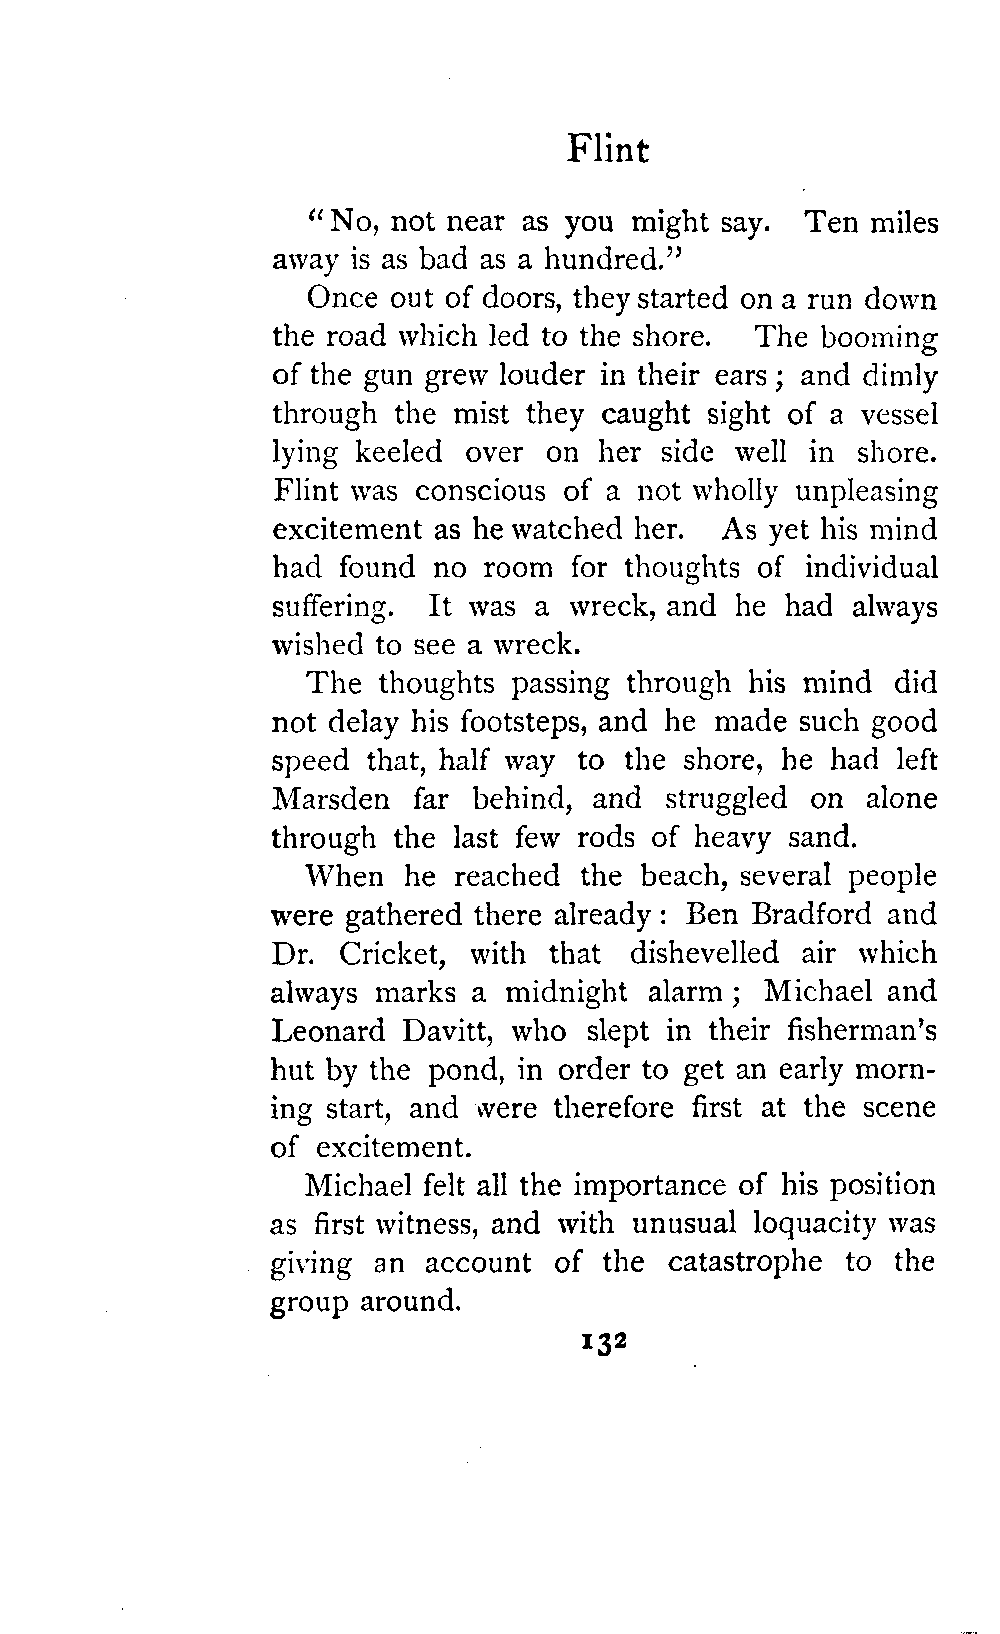 Flint
“No, not near as you might say. Ten miles
away is as bad as a hundred.”
Once out of doors, they started on a run down
the road which led to the shore. The booming
of the gun grew louder in their ears; and dimly
through the mist they caught sight of a vessel
lying keeled over on her side well in shore.
Flint was conscious of a not wholly unpleasing
excitement as he watched her. As yet his mind
had found no room for thoughts of individual
suffering. It was a wreck, and he had always
wished to see a wreck.
The thoughts passing through his mind did
not delay his footsteps, and he made such good
speed that, half way to the shore, he had left
Marsden far behind, and struggled on alone
through the last few rods of heavy sand.
When he reached the beach, several people
were gathered there already: Ben Bradford and
Dr. Cricket, with that dishevelled air which
always marks a midnight alarm; Michael and
Leonard Davitt, who slept in their fisherman's
hut by the pond, in order to get an early morn-
ing start, and were therefore first at the scene
of excitement.
Michael felt all the importance of his position
as first witness, and with unusual loquacity was
giving an account of the catastrophe to the
group around.
132